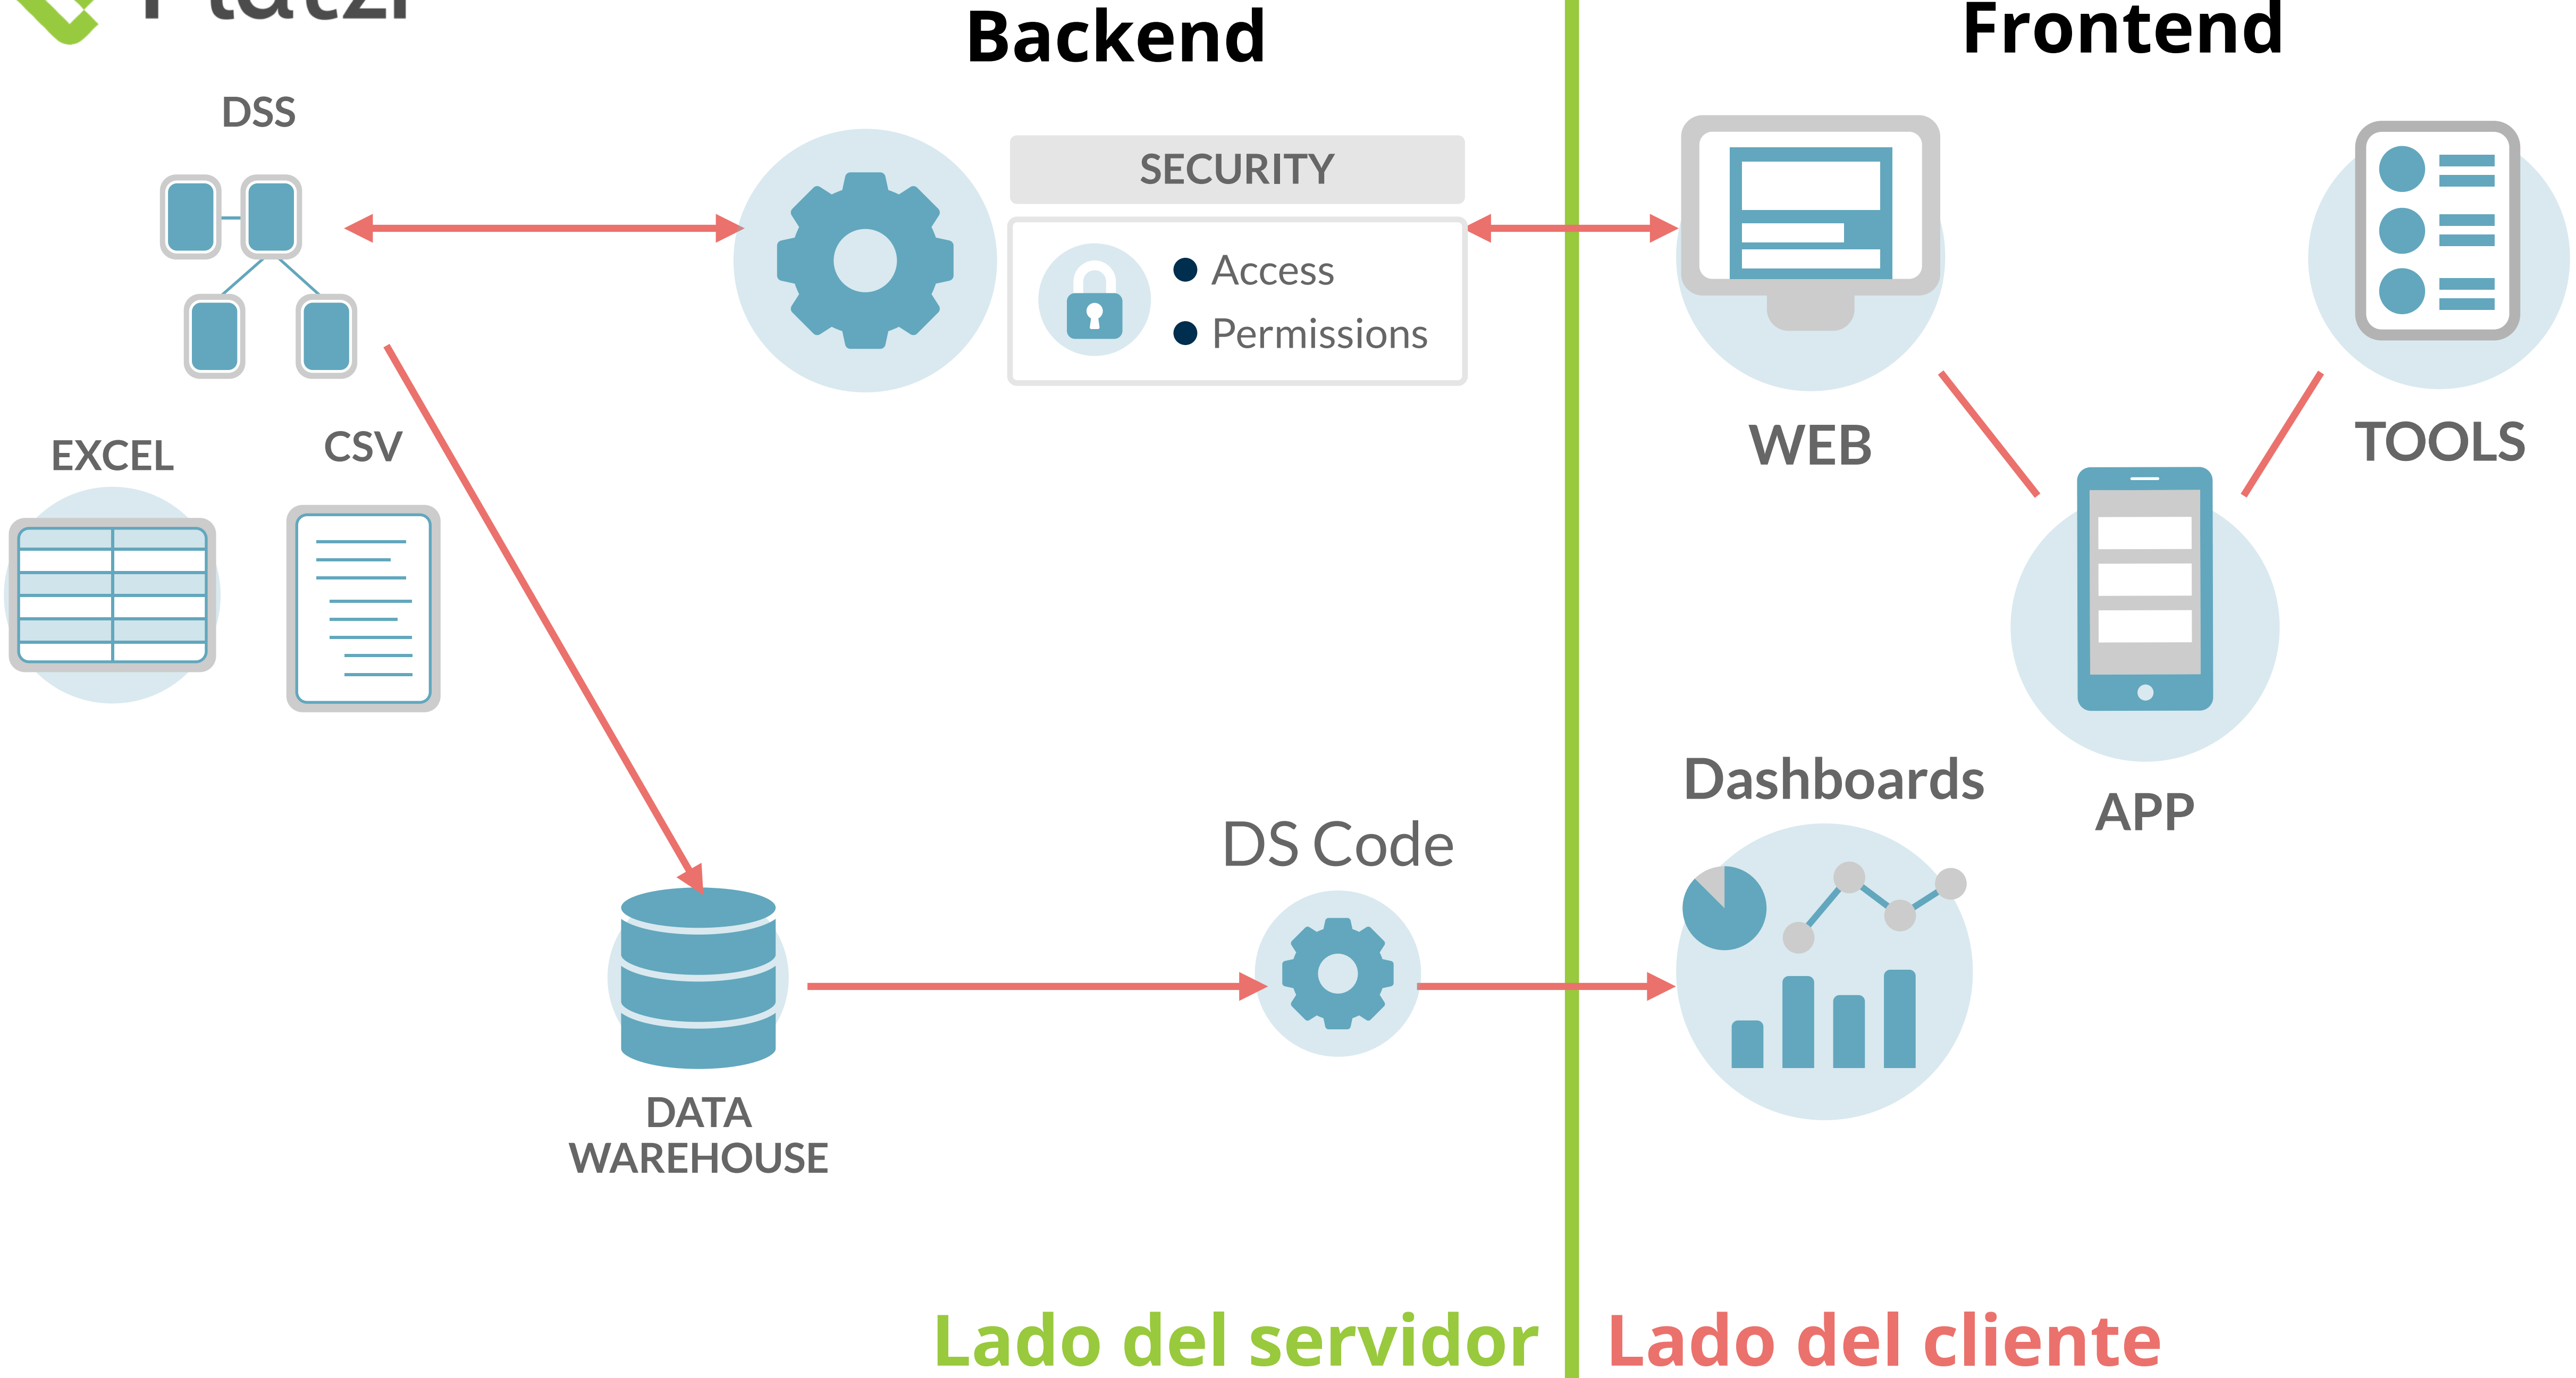 Platzi
Backend
Frontend
DSS
SECURITY
Access
Permissions
EXCEL
CSV
WEB
TOOLS
Dashboards
APP
DS Code
DATA
WAREHOUSE
Lado del servidor
Lado del cliente